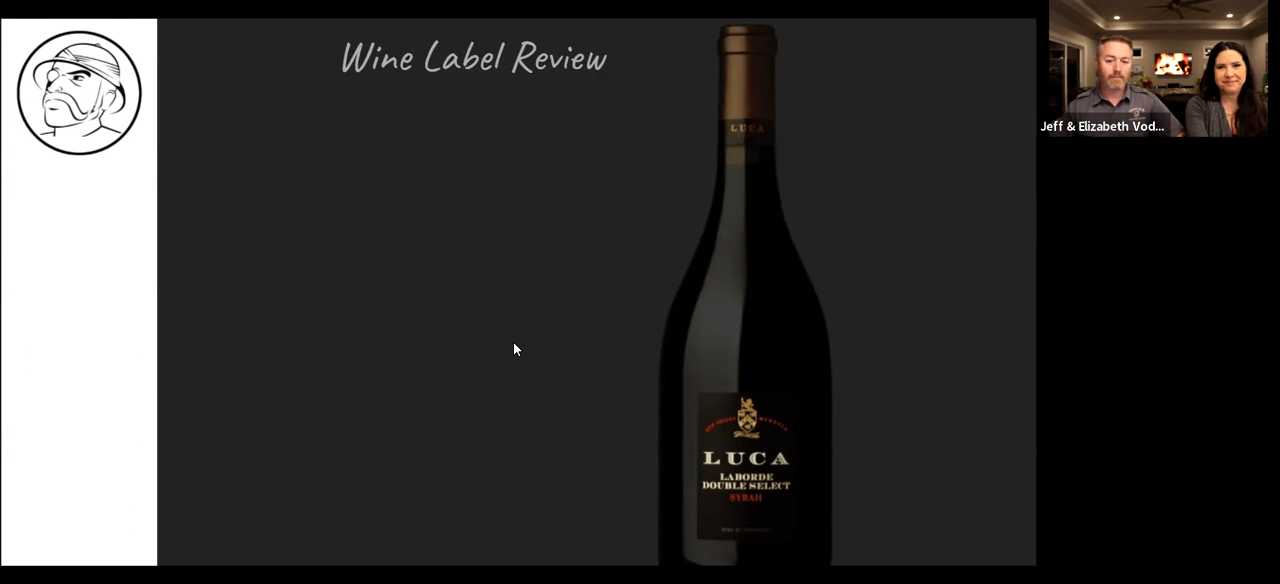 Wine Label Review
LUCA
Jeff & Elizabeth Vod...
LUCA
LABORDE
DOUBLE SELECT
SYRAH